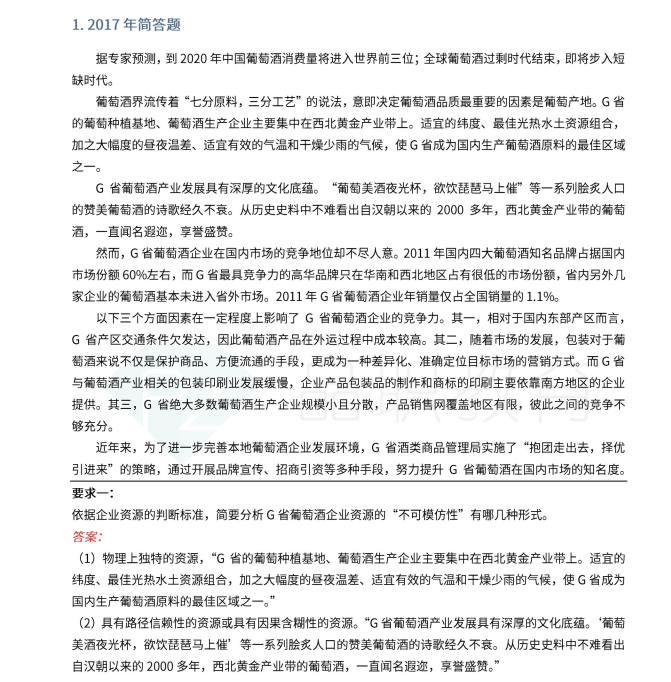 1. 2017 年简答题
据专家预测，到 2020 年中国葡萄酒消费量将进入世界前三位；全球葡萄酒过剩时代结束，即将步入短
缺时代。
葡萄酒界流传着“七分原料，三分工艺”的说法，意即决定葡萄酒品质最重要的因素是葡萄产地。G 省
的葡萄种植基地、葡萄酒生产企业主要集中在西北黄金产业带上。适宜的纬度、最佳光热水土资源组合，
加之大幅度的昼夜温差、适宜有效的气温和干燥少雨的气候，使 G 省成为国内生产葡萄酒原料的最佳区域
之一。
G 省葡萄酒产业发展具有深厚的文化底蕴。“葡萄美酒夜光杯，欲饮琵琶马上催”等一系列脍炙人口
的赞美葡萄酒的诗歌经久不衰。从历史史料中不难看出自汉朝以来的 2000 多年，西北黄金产业带的葡萄
酒，一直闻名遐迩，享誉盛赞。
然而，G 省葡萄酒企业在国内市场的竞争地位却不尽人意。2011 年国内四大葡萄酒知名品牌占据国内
市场份额 60%左右，而 G 省最具竞争力的高华品牌只在华南和西北地区占有很低的市场份额，省内另外几
家企业的葡萄酒基本未进入省外市场。2011 年 G 省葡萄酒企业年销量仅占全国销量的 1.1%。
以下三个方面因素在一定程度上影响了 G 省葡萄酒企业的竞争力。其一，相对于国内东部产区而言，
G 省产区交通条件欠发达，因此葡萄酒产品在外运过程中成本较高。其二，随着市场的发展，包装对于葡
萄酒来说不仅是保护商品、方便流通的手段，更成为一种差异化、准确定位目标市场的营销方式。而 G 省
与葡萄酒产业相关的包装印刷业发展缓慢，企业产品包装品的制作和商标的印刷主要依靠南方地区的企业
提供。其三，G 省绝大多数葡萄酒生产企业规模小且分散，产品销售网覆盖地区有限，彼此之间的竞争不
够充分。
近年来，为了进一步完善本地葡萄酒企业发展环境，G 省酒类商品管理局实施了“抱团走出去，择优
引进来”的策略，通过开展品牌宣传、招商引资等多种手段，努力提升 G 省葡萄酒在国内市场的知名度。
要求一：
依据企业资源的判断标准，简要分析 G 省葡萄酒企业资源的“不可模仿性”有哪几种形式。
答案：
（1）物理上独特的资源，“G 省的葡萄种植基地、葡萄酒生产企业主要集中在西北黄金产业带上。适宜的
纬度、最佳光热水土资源组合，加之大幅度的昼夜温差、适宜有效的气温和干燥少雨的气候，使 G 省成为
国内生产葡萄酒原料的最佳区域之一。”
（2）具有路径信赖性的资源或具有因果含糊性的资源。“G 省葡萄酒产业发展具有深厚的文化底蕴。‘葡萄
美酒夜光杯，欲饮琵琶马上催’等一系列脍炙人口的赞美葡萄酒的诗歌经久不衰。从历史史料中不难看出
自汉朝以来的 2000 多年，西北黄金产业带的葡萄酒，一直闻名遐迩，享誉盛赞。”